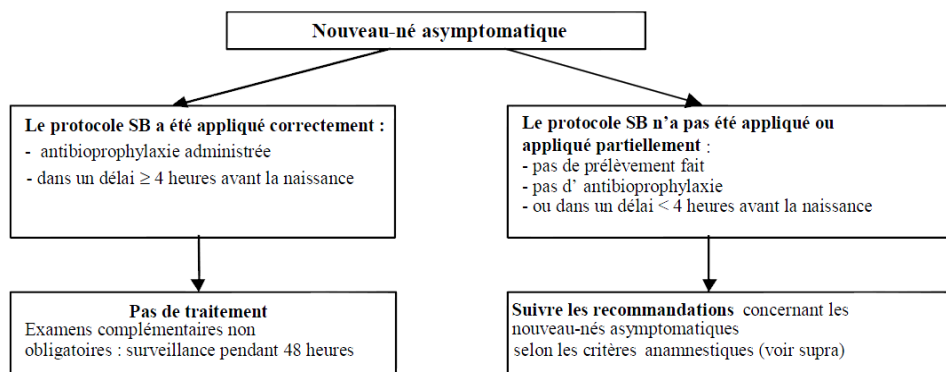 Nouveau-né asymptomatique
Le protocole SB a été appliqué correctement :
- antibioprophylaxie administrée
- dans un délai ≥ 4 heures avant la naissance
Le protocole SB n'a pas été appliqué ou
appliqué partiellement :
- pas de prélèvement fait
- pas d' antibioprophylaxie
- ou dans un délai < 4 heures avant la naissance
Pas de traitement
Examens complémentaires non
obligatoires : surveillance pendant 48 heures
Suivre les recommandations concernant les
nouveau-nés asymptomatiques
selon les critères anamnestiques (voir supra)